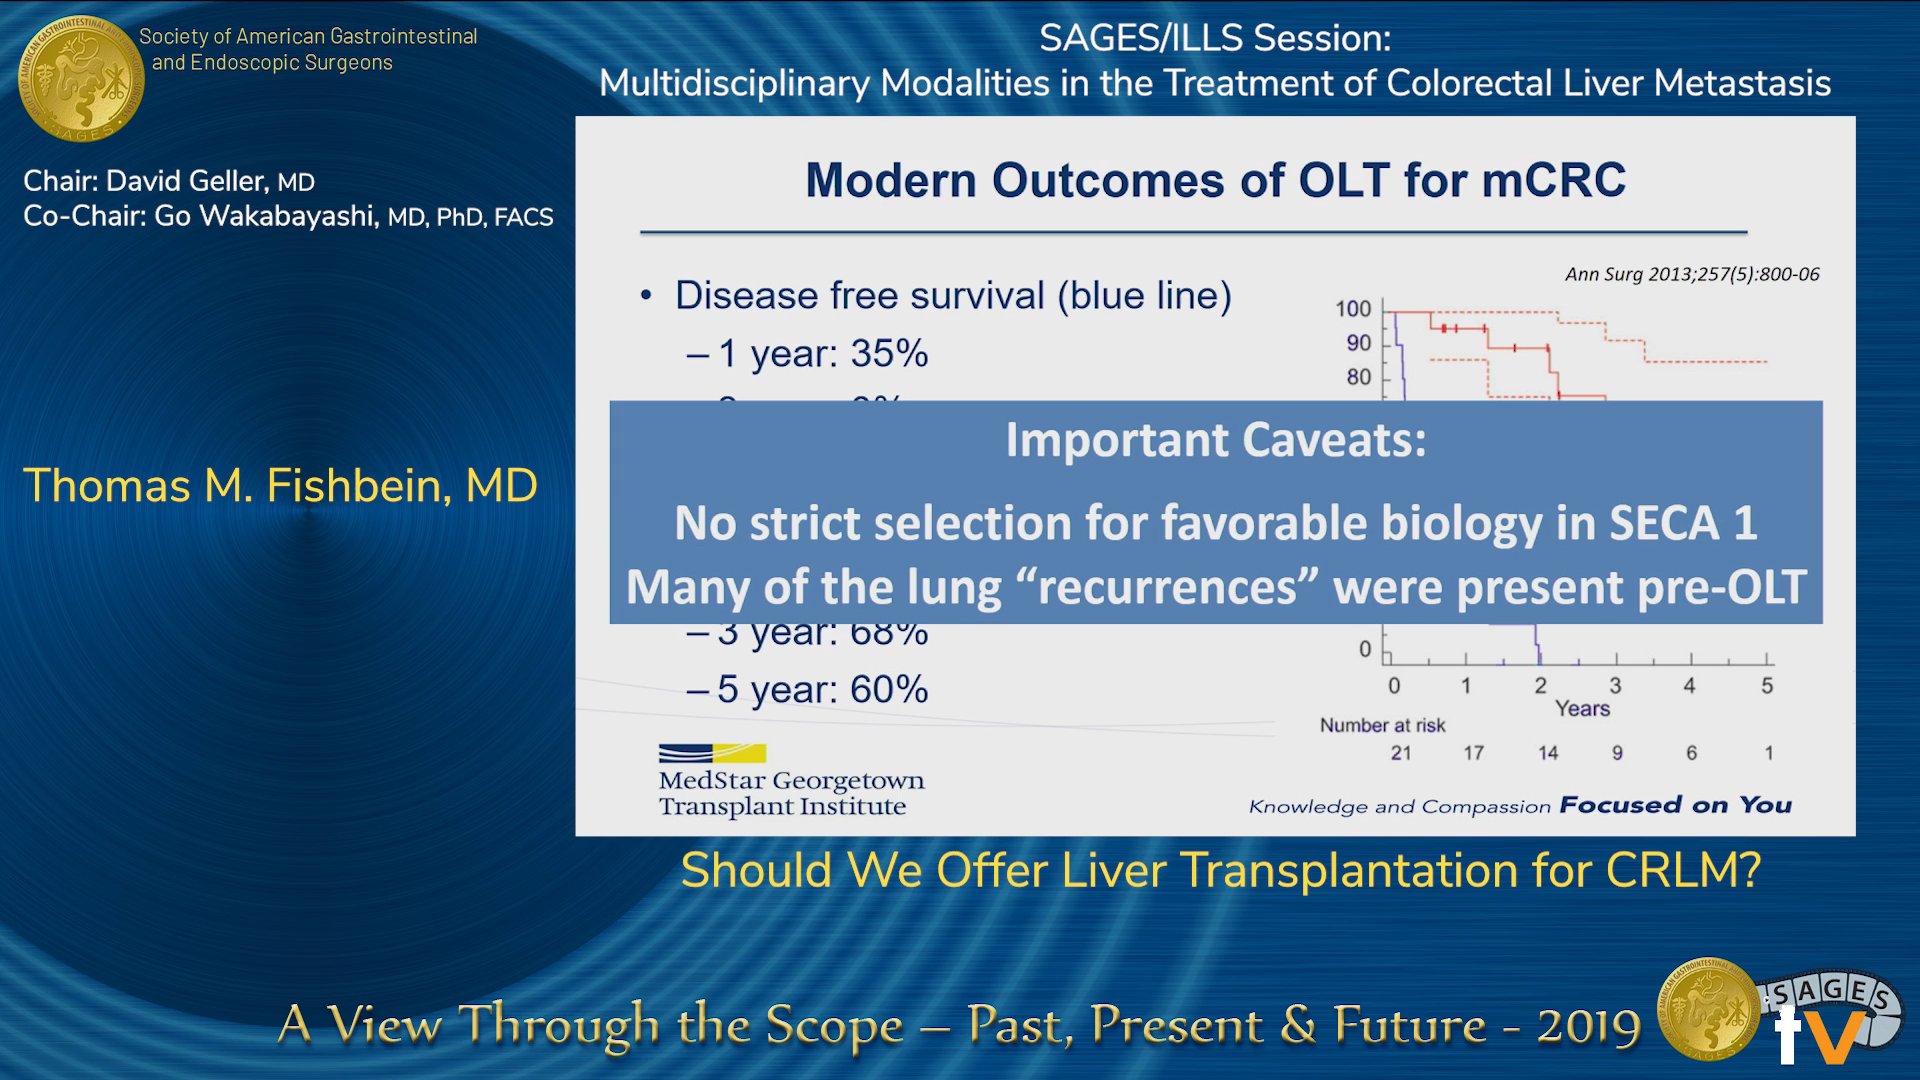 Society of American Gastrointestinal
and Endoscopic Surgeons
SAGES/ILLS Session:
Multidisciplinary Modalities in the Treatment of Colorectal Liver Metastasis
Chair: David Geller, MD
Co-Chair: Go Wakabayashi, MD, PhD, FACS
Thomas M. Fishbein, MD
Modern Outcomes of OLT for mCRC
Ann Surg 2013;257(5):800-06
• Disease free survival (blue line)
– 1 year: 35%
Important Caveats:
No strict selection for favorable biology in SECA 1
Many of the lung “recurrences” were present pre-OLT
– 3 year: 68%
– 5 year: 60%
100
90
80
0
0 1 2 3 4 5
Years
Number at risk
21 17 14 9 6 1
MedStar Georgetown
Transplant Institute
Knowledge and Compassion Focused on You
Should We Offer Liver Transplantation for CRLM?
A View Through the Scope – Past, Present & Future - 2019
SAGES
tv